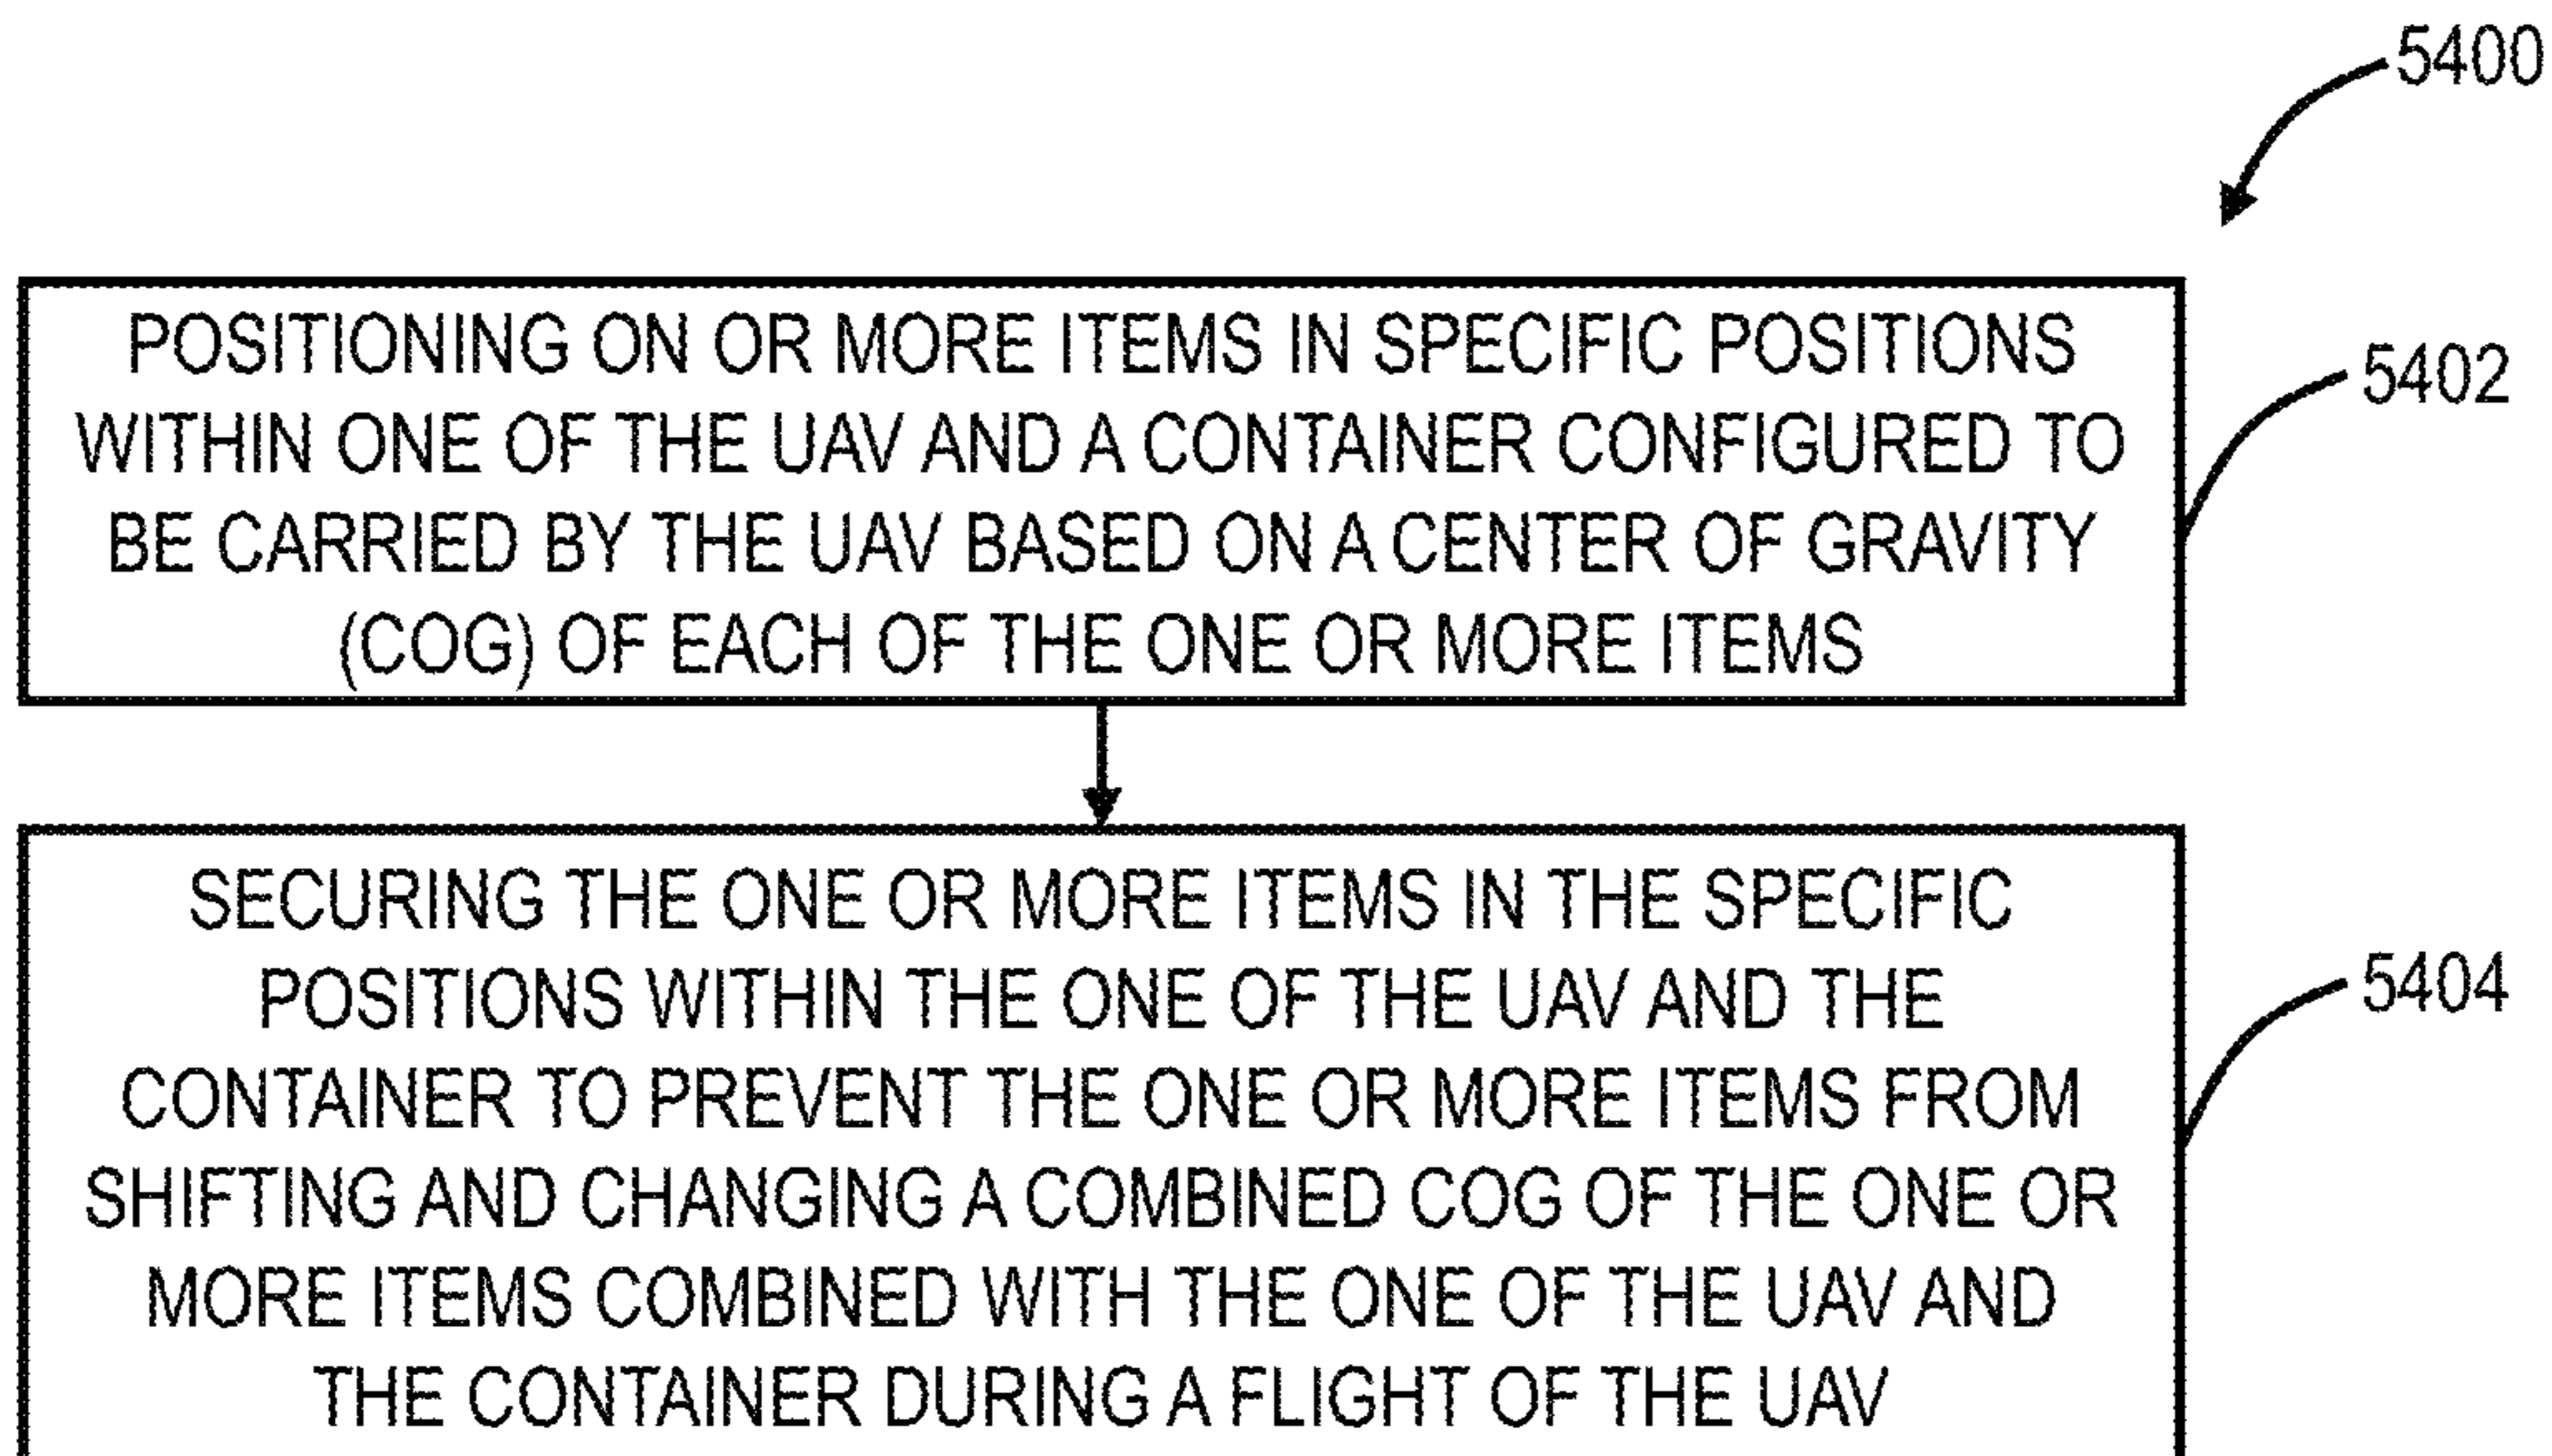 5400
POSITIONING ON OR MORE ITEMS IN SPECIFIC POSITIONS
WITHIN ONE OF THE UAV AND A CONTAINER CONFIGURED TO
BE CARRIED BY THE UAV BASED ON A CENTER OF GRAVITY
(COG) OF EACH OF THE ONE OR MORE ITEMS
5402
SECURING THE ONE OR MORE ITEMS IN THE SPECIFIC
POSITIONS WITHIN THE ONE OF THE UAV AND THE
CONTAINER TO PREVENT THE ONE OR MORE ITEMS FROM
SHIFTING AND CHANGING A COMBINED COG OF THE ONE OR
MORE ITEMS COMBINED WITH THE ONE OF THE UAV AND
THE CONTAINER DURING A FLIGHT OF THE UAV
5404